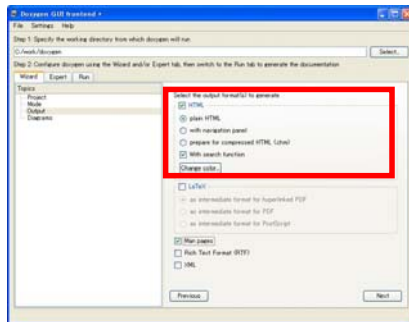 Doxygen GUI frontend +
File Settings Help
Step 1: Specify the working directory from which doxygen will run
C:/work/doxygen
Select...
Step 2: Configure doxygen using the Wizard and/or Expert tab, then switch to the Run tab to generate the documentation
Wizard Expert Run
Topics
Project
Mode
Output
Diagrams
Select the output format(s) to generate
HTML
plain HTML
with navigation panel
prepare for compressed HTML (.chm)
With search function
Change color...
LaTeX
as intermediate format for hyperlinked PDF
as intermediate format for PDF
as intermediate format for PostScript
Man pages
Rich Text Format (RTF)
XML
Previous
Next